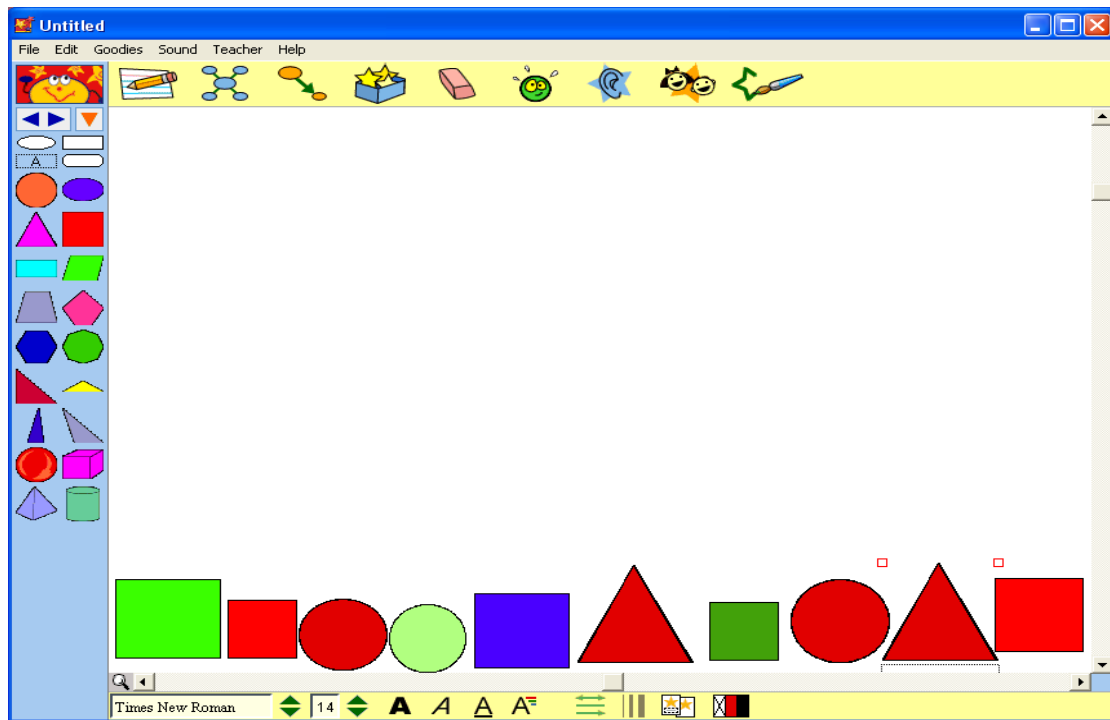 Untitled
File Edit Goodies Sound Teacher Help
A
Times New Roman 14 A A A A